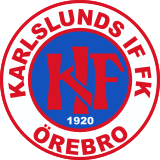 KARLSLUNDS IF FK
KIF
1920
ÖREBRO